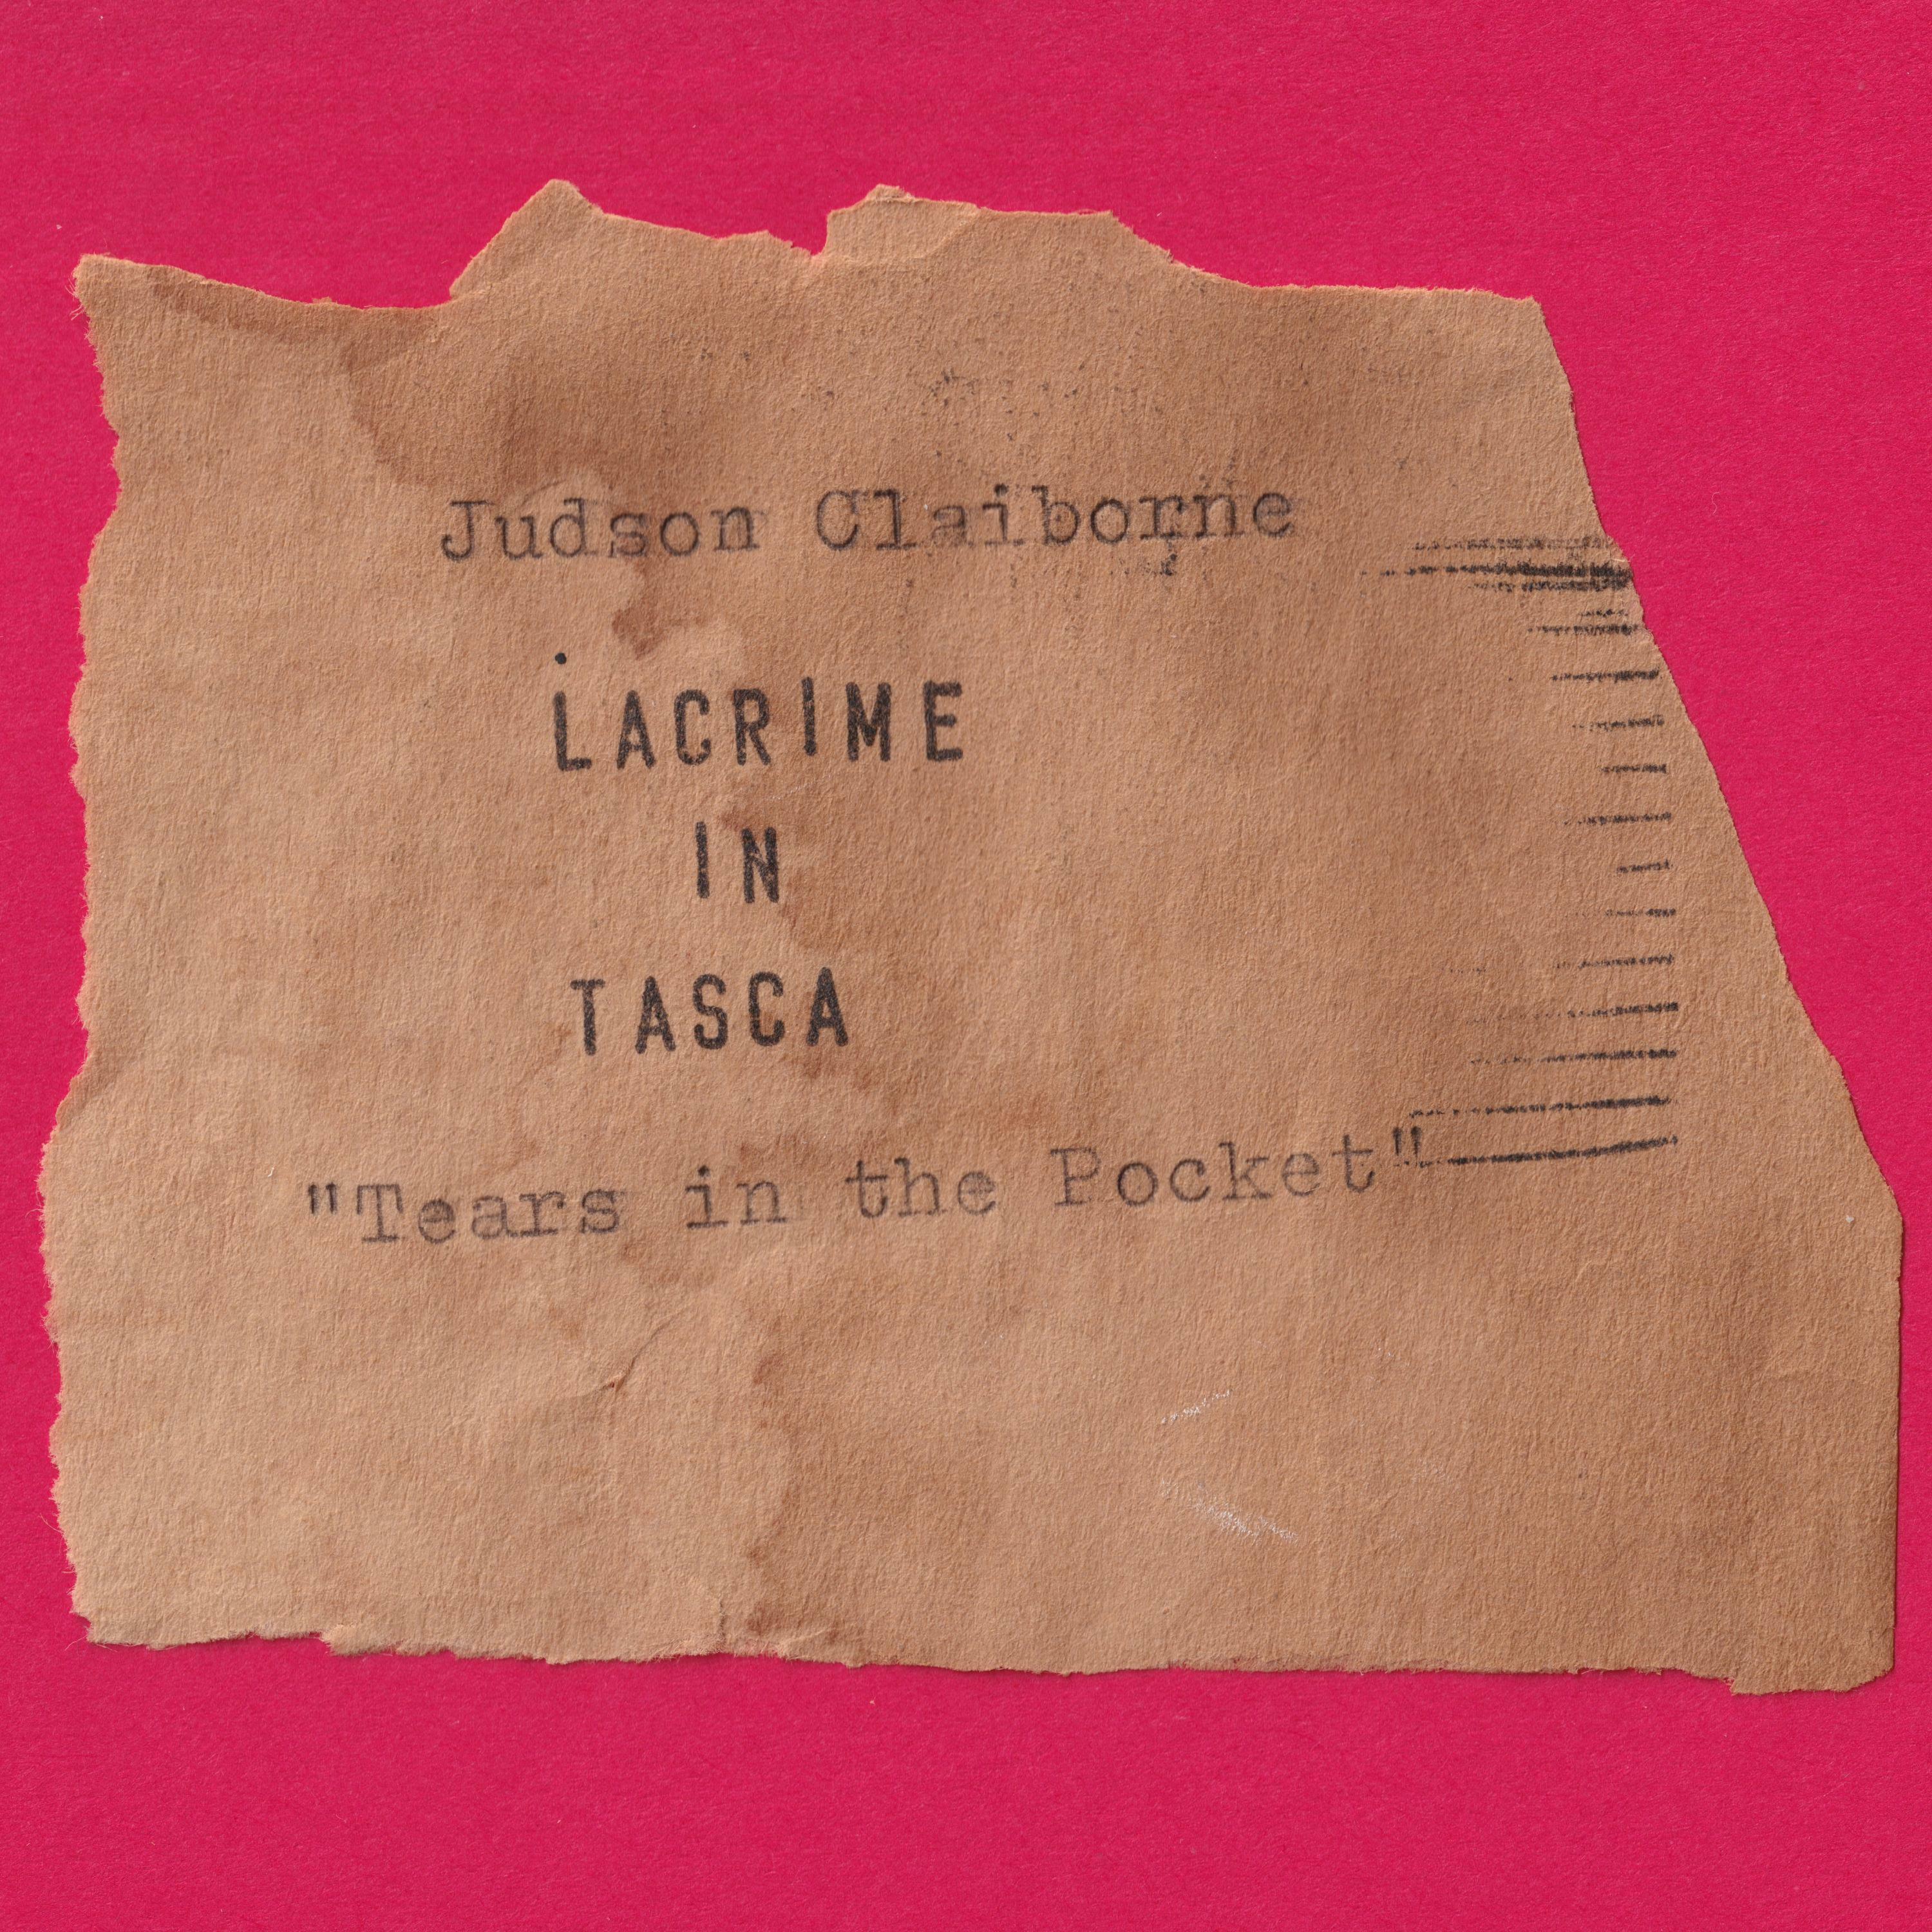 Judson Claiborne
LACRIME
IN
TASCA
"Tears in the Pocket"